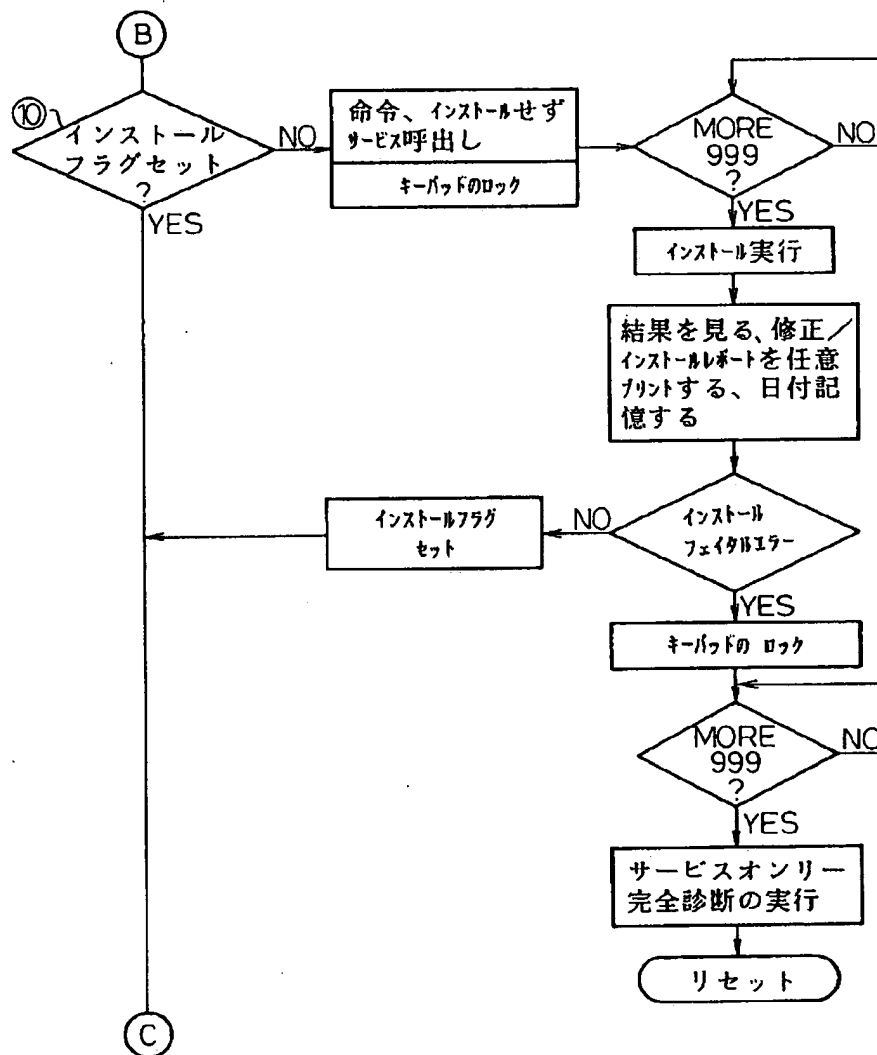 B
⑩
インストール
フラグセット
?
NO
YES
命令、インストールせず
サービス呼出し
キーパッドのロック
MORE
999
?
NO
YES
インストール実行
結果を見る、修正/
インストールレポートを任意
プリントする、日付記
憶する
インストール
フェイタルエラー
NO
YES
インストールフラグ
セット
キーパッドの ロック
MORE
999
?
NO
YES
サービスオンリー
完全診断の実行
リセット
C